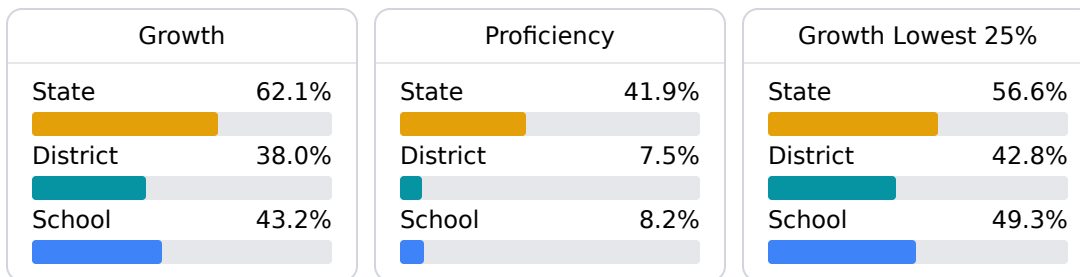 Growth
State 62.1%
District 38.0%
School 43.2%
Proficiency
State 41.9%
District 7.5%
School 8.2%
Growth Lowest 25%
State 56.6%
District 42.8%
School 49.3%